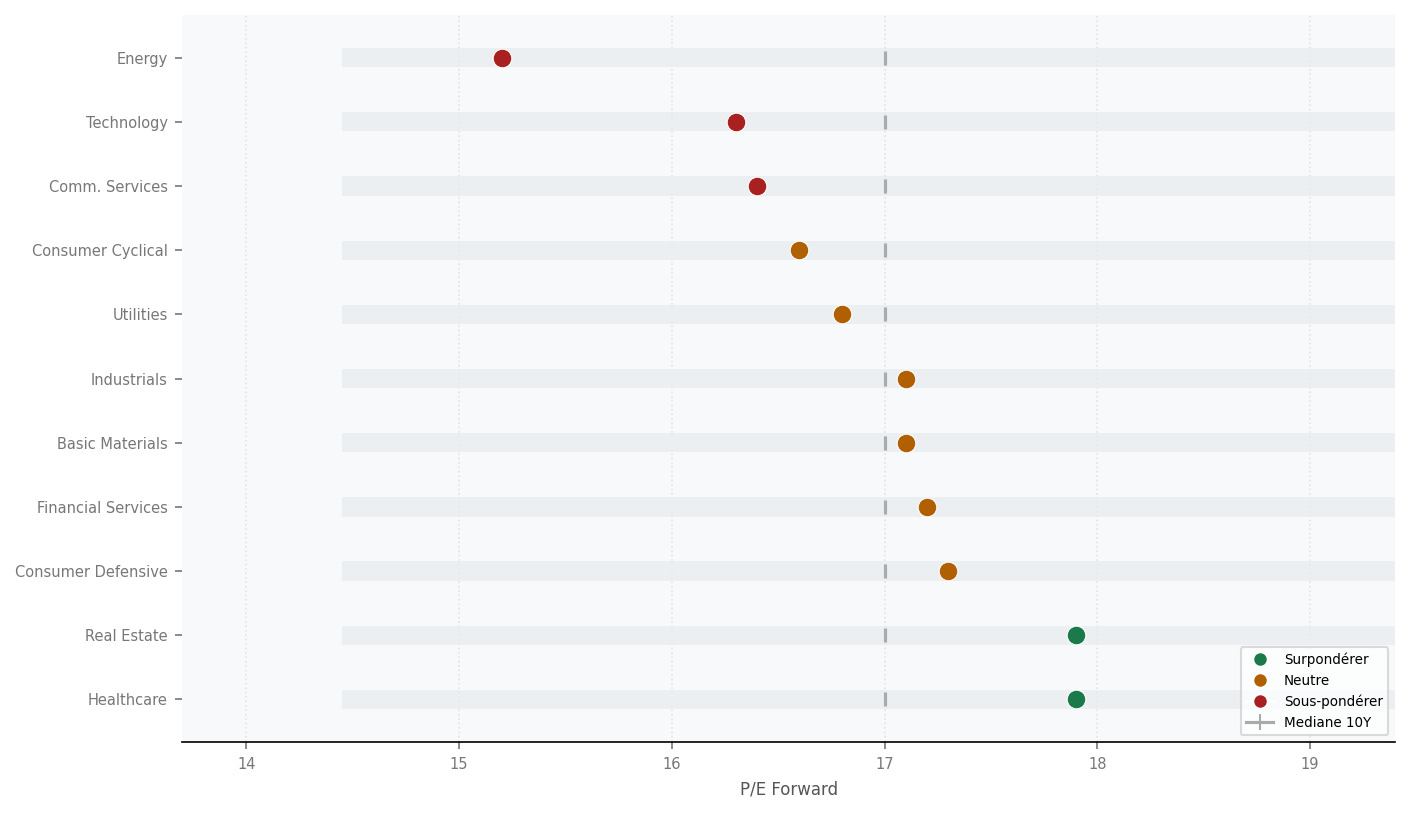 Energy
Technology
Comm. Services
Consumer Cyclical
Utilities
Industrials
Basic Materials
Financial Services
Consumer Defensive
Real Estate
Healthcare
Surpondérer
Neutre
Sous-pondérer
Mediane 10Y
14 15 16 17 18 19
P/E Forward